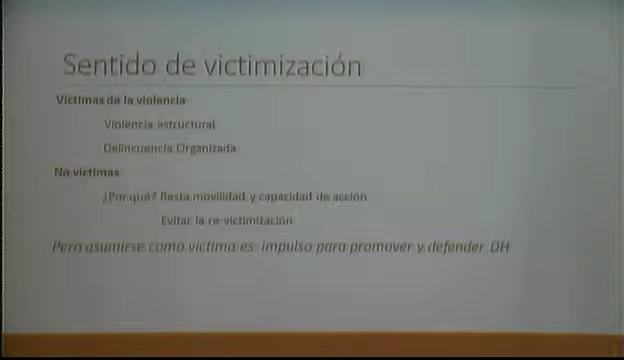 Sentido de victimización
Víctimas de la violencia
Violencia estructural
Delincuencia Organizada
No víctimas
¿Por qué? Resta movilidad y capacidad de acción
Evitar la re-victimización
Pero asumirse como víctima es impulso para promover y defender DH